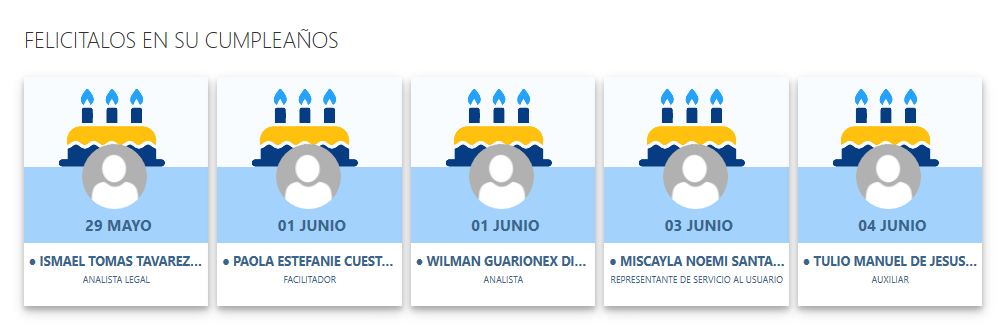 FELICITALOS EN SU CUMPLEAÑOS
29 MAYO
• ISMAEL TOMAS TAVAREZ...
ANALISTA LEGAL
01 JUNIO
• PAOLA ESTEFANIE CUEST...
FACILITADOR
01 JUNIO
• WILMAN GUARIONEX DI...
ANALISTA
03 JUNIO
• MISCAYLA NOEMI SANTA...
REPRESENTANTE DE SERVICIO AL USUARIO
04 JUNIO
• TULIO MANUEL DE JESUS...
AUXILIAR